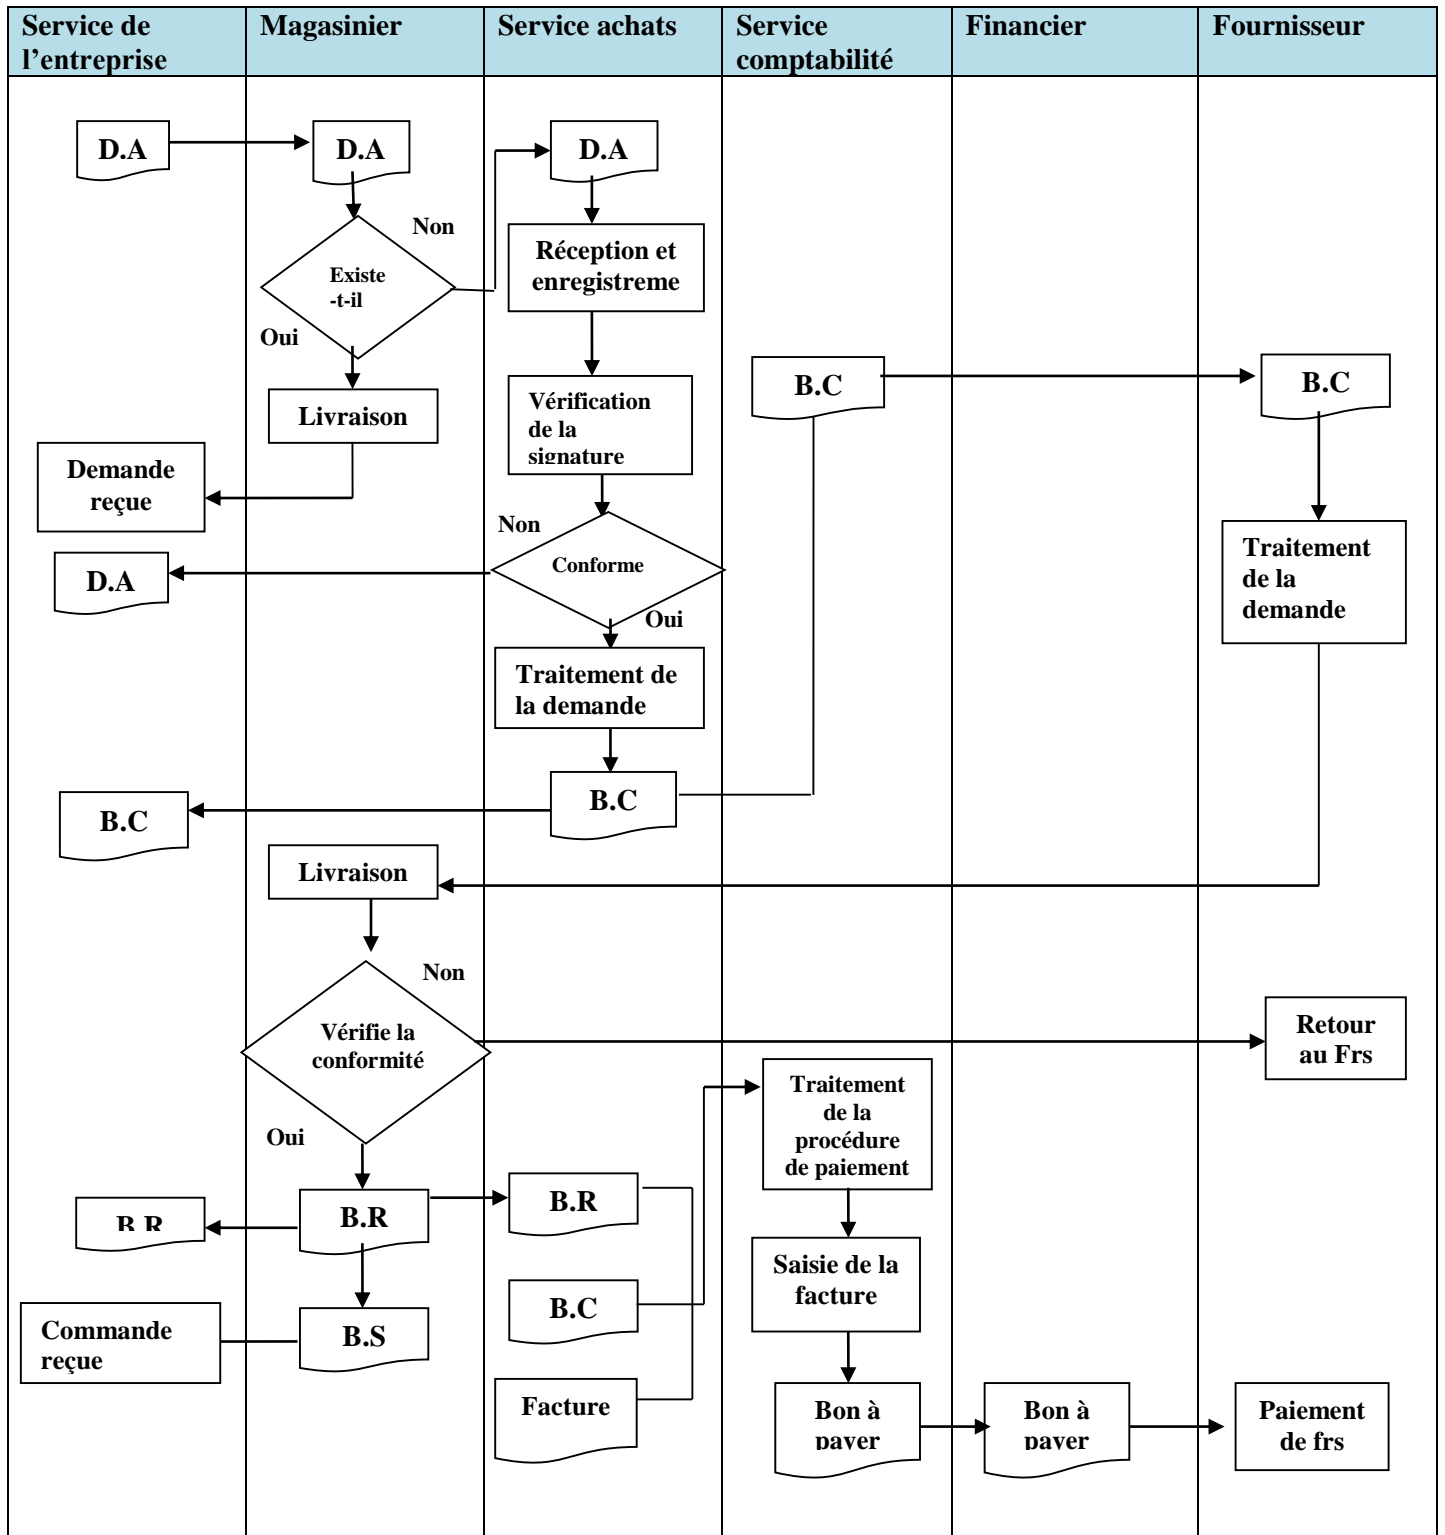 Service de
l’entreprise
Magasinier
Service achats
Service
comptabilité
Financier
Fournisseur
D.A
D.A
D.A
Non
Existe
-t-il
Oui
Réception et
enregistreme
Livraison
Vérification
de la
signature
B.C
B.C
Demande
reçue
Non
Conforme
D.A
Oui
Traitement
de la
demande
Traitement de
la demande
B.C
B.C
Livraison
Non
Vérifie la
conformité
Retour
au Frs
Oui
Traitement
de la
procédure
de paiement
B.R
B.R
B.R
Saisie de la
facture
B.C
Commande
reçue
B.S
Facture
Bon à
payer
Bon à
payer
Paiement
de frs